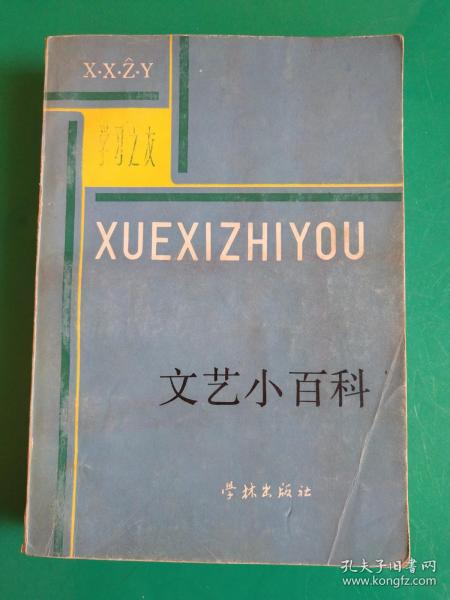 X·X·Ẑ·Y
学习之友
XUEXIZHIYOU
文艺小百科
学林出版社
孔夫子旧书网
www.kongfz.com